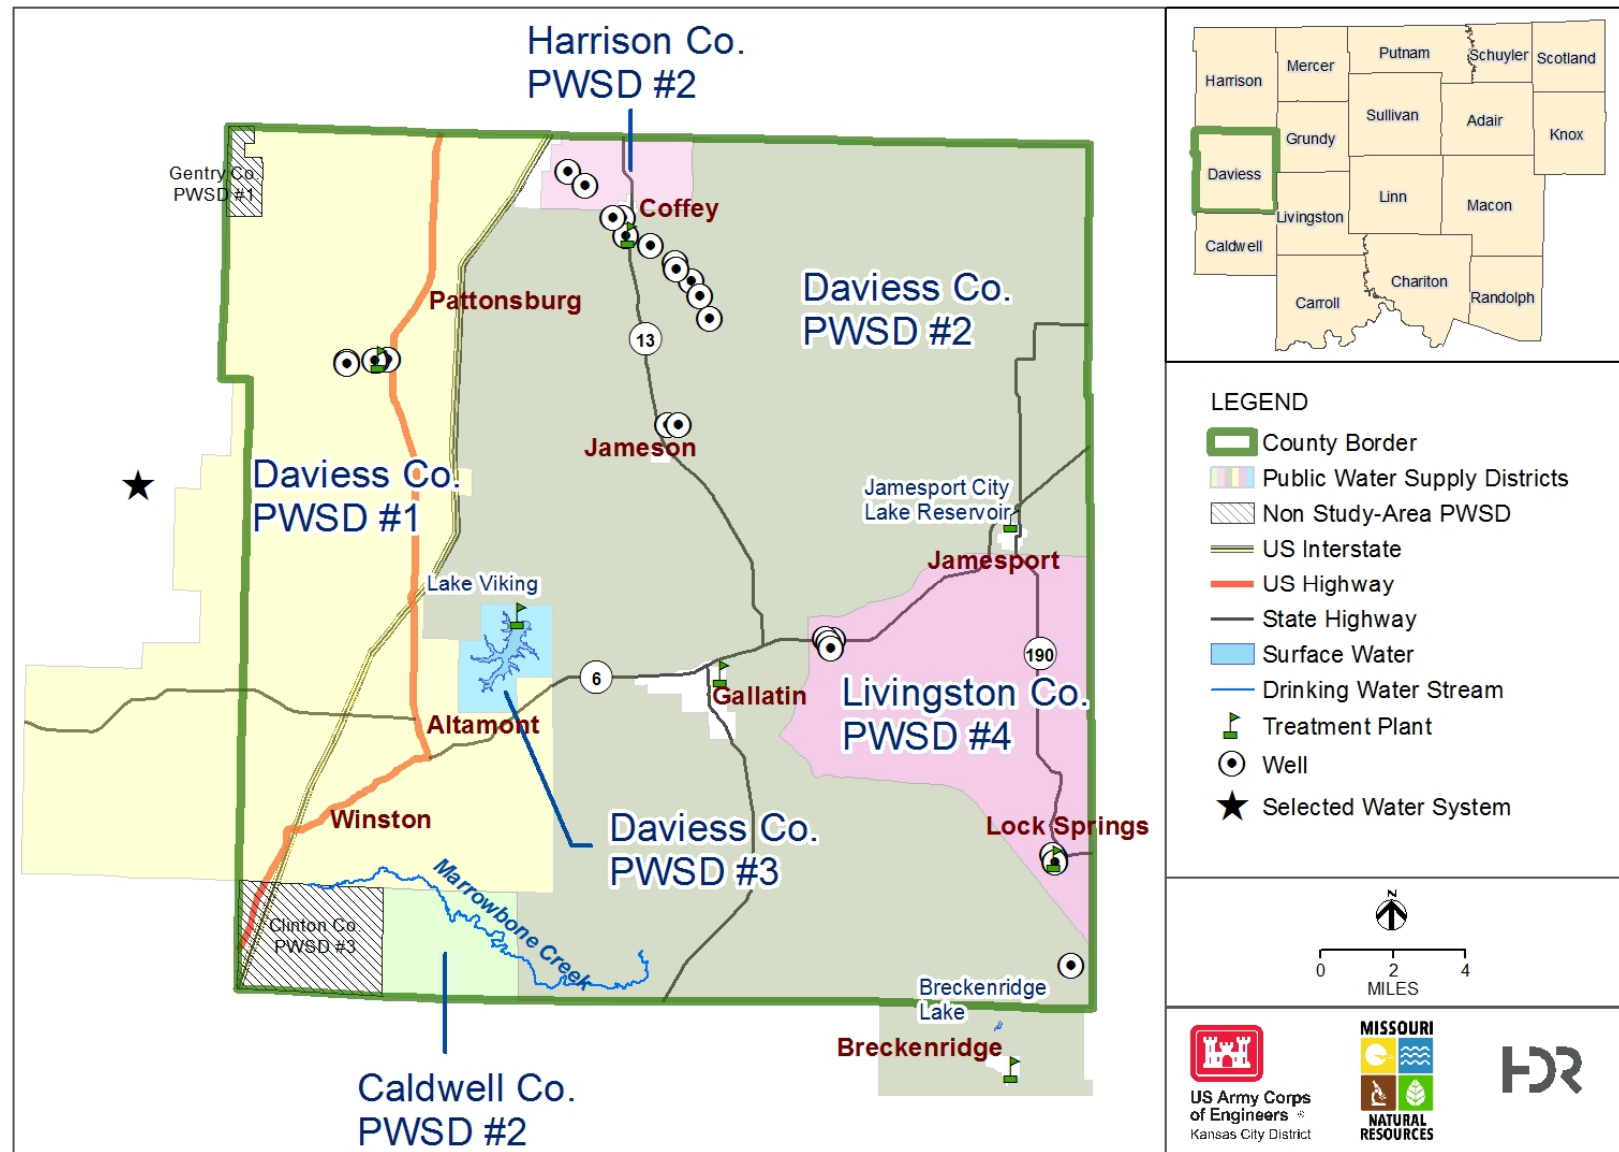 Harrison Co.
PWSD #2
Gentry Co.
PWSD #1
Coffey
Pattonsburg
Daviess Co.
PWSD #2
13
Jameson
Daviess Co.
PWSD #1
Jamesport City
Lake Reservoir
Jamesport
Lake Viking
6
190
Gallatin
Livingston Co.
PWSD #4
Altamont
Winston
Daviess Co.
PWSD #3
Lock Springs
Marrowbone Creek
Clinton Co.
PWSD #3
Breckenridge
Lake
Breckenridge
Caldwell Co.
PWSD #2
Putnam
Schuyler
Scotland
Mercer
Harrison
Sullivan
Adair
Knox
Grundy
Daviess
Linn
Macon
Livingston
Caldwell
Chariton
Carroll
Randolph
LEGEND
County Border
Public Water Supply Districts
Non Study-Area PWSD
US Interstate
US Highway
State Highway
Surface Water
Drinking Water Stream
Treatment Plant
Well
Selected Water System
N
0 2 4
MILES
US Army Corps
of Engineers ®
Kansas City District
MISSOURI
NATURAL
RESOURCES
HDR